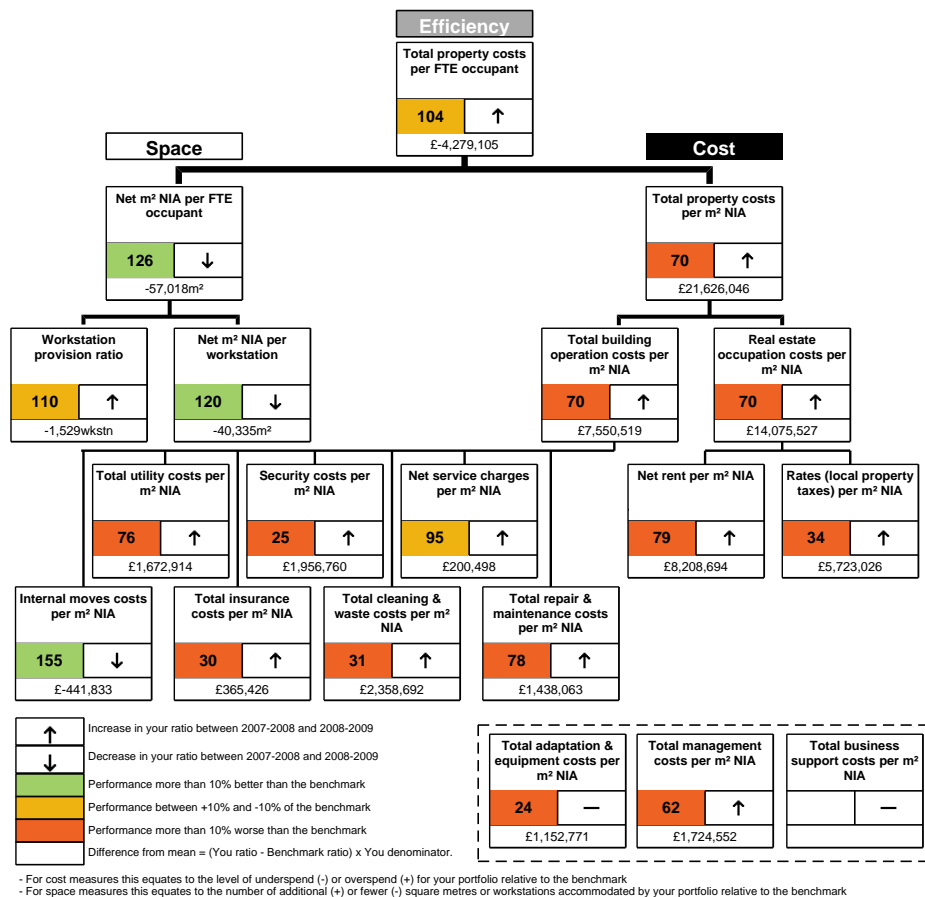 Efficiency
Total property costs
per FTE occupant
104
↑
£-4,279,105
Space
Cost
Net m² NIA per FTE
occupant
126
↓
-57,018m²
Total property costs
per m² NIA
70
↑
£21,626,046
Workstation
provision ratio
110
↑
-1,529wkstn
Net m² NIA per
workstation
120
↓
-40,335m²
Total building
operation costs per
m² NIA
70
↑
£7,550,519
Real estate
occupation costs per
m² NIA
70
↑
£14,075,527
Total utility costs per
m² NIA
76
↑
£1,672,914
Security costs per
m² NIA
25
↑
£1,956,760
Net service charges
per m² NIA
95
↑
£200,498
Net rent per m² NIA
79
↑
£8,208,694
Rates (local property
taxes) per m² NIA
34
↑
£5,723,026
Internal moves costs
per m² NIA
155
↓
£-441,833
Total insurance
costs per m² NIA
30
↑
£365,426
Total cleaning &
waste costs per m²
NIA
31
↑
£2,358,692
Total repair &
maintenance costs
per m² NIA
78
↑
£1,438,063
↑ Increase in your ratio between 2007-2008 and 2008-2009
↓ Decrease in your ratio between 2007-2008 and 2008-2009
Performance more than 10% better than the benchmark
Performance between +10% and -10% of the benchmark
Performance more than 10% worse than the benchmark
Difference from mean = (You ratio - Benchmark ratio) x You denominator.
Total adaptation &
equipment costs per
m² NIA
24
—
£1,152,771
Total management
costs per m² NIA
62
↑
£1,724,552
Total business
support costs per m²
NIA
—
- For cost measures this equates to the level of underspend (-) or overspend (+) for your portfolio relative to the benchmark
- For space measures this equates to the number of additional (+) or fewer (-) square metres or workstations accommodated by your portfolio relative to the benchmark